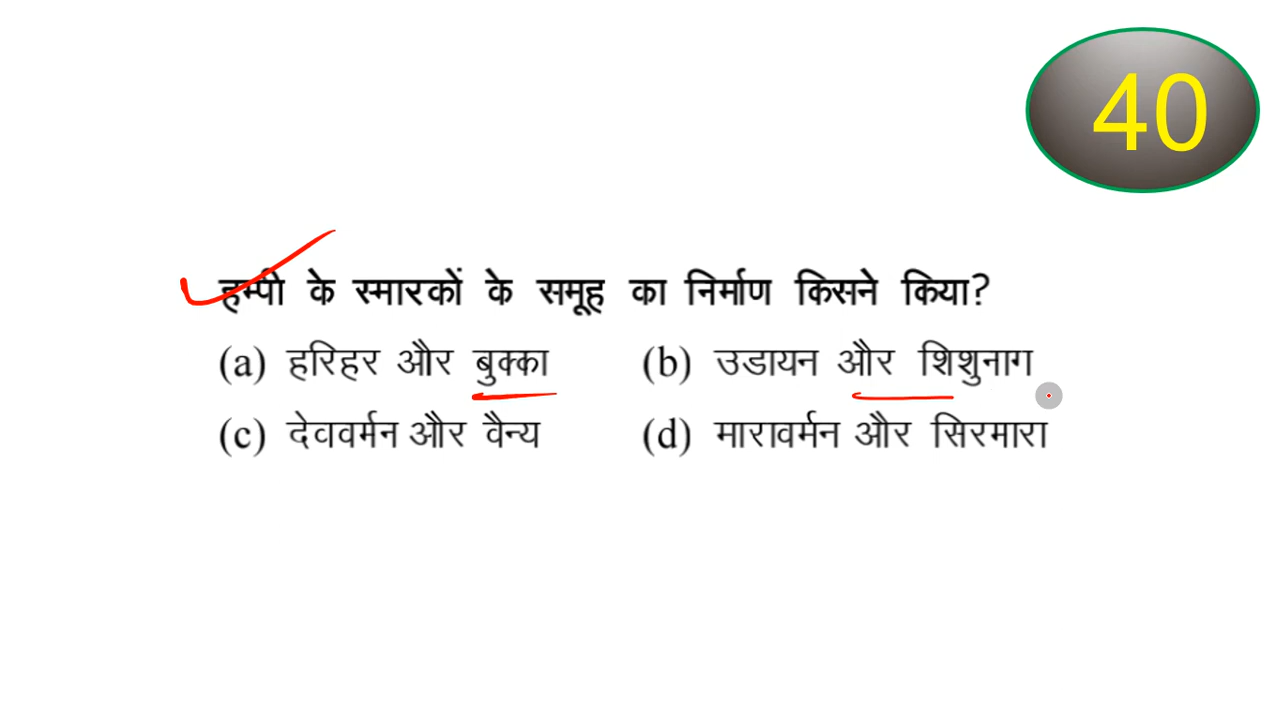 40
हम्पी के स्मारकों के समूह का निर्माण किसने किया?
(a) हरिहर और बुक्का (b) उडायन और शिशुनाग
(c) देववर्मन और वैन्य (d) मारावर्मन और सिरमारा